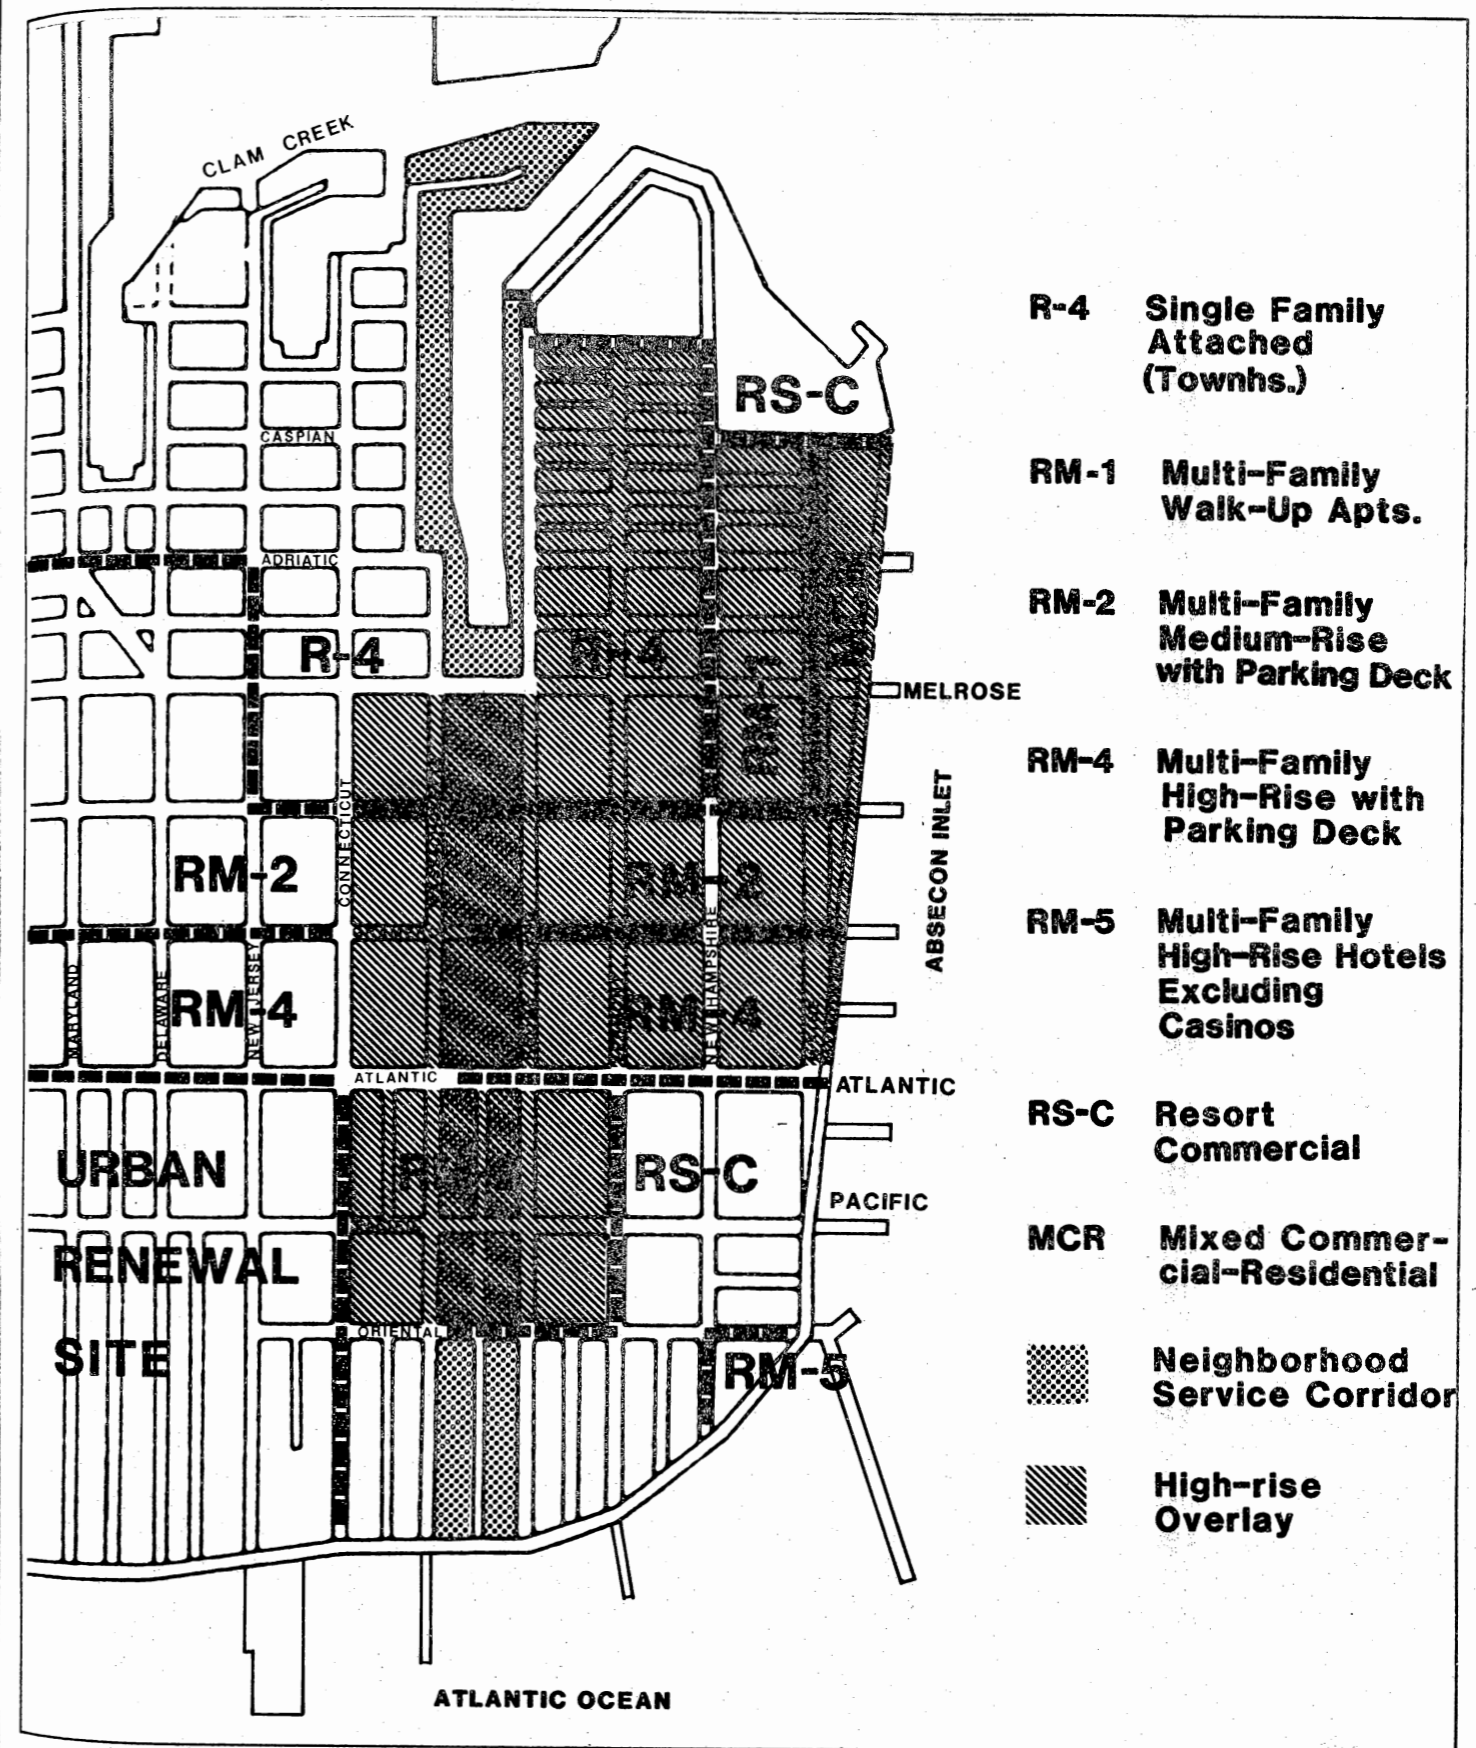 CLAM CREEK
RS-C
CASPIAN
ADRIATIC
R-4
R-4
MELROSE
CONNECTICUT
ABSECON INLET
RM-2
RM-2
MARYLAND
DELAWARE
NEW JERSEY
NEW HAMPSHIRE
RM-4
RM-4
ATLANTIC
ATLANTIC
URBAN
RENEWAL
SITE
RS-C
PACIFIC
ORIENTAL
RM-5
ATLANTIC OCEAN
R-4 Single Family
Attached
(Townhs.)
RM-1 Multi-Family
Walk-Up Apts.
RM-2 Multi-Family
Medium-Rise
with Parking Deck
RM-4 Multi-Family
High-Rise with
Parking Deck
RM-5 Multi-Family
High-Rise Hotels
Excluding
Casinos
RS-C Resort
Commercial
MCR Mixed Commer-
cial-Residential
Neighborhood
Service Corridor
High-rise
Overlay